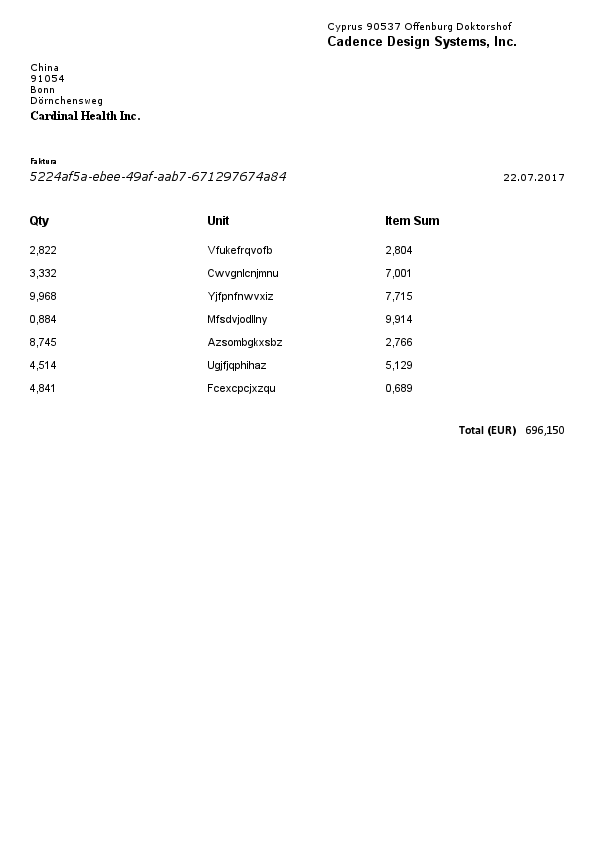 Cyprus 90537 Offenburg Doktorshof
Cadence Design Systems, Inc.
China
91054
Bonn
Dörnchensweg
Cardinal Health Inc.
Faktura
5224af5a-ebee-49af-aab7-671297674a84 22.07.2017
Qty Unit Item Sum
2,822 Vfukefrqvofb 2,804
3,332 Cwvgnlcnjmnu 7,001
9,968 Yjfpnfnwvxiz 7,715
0,884 Mfsdvjodllny 9,914
8,745 Azsombgkxsbz 2,766
4,514 Ugjfjqphihaz 5,129
4,841 Fcexcpcjxzqu 0,689
Total (EUR) 696,150